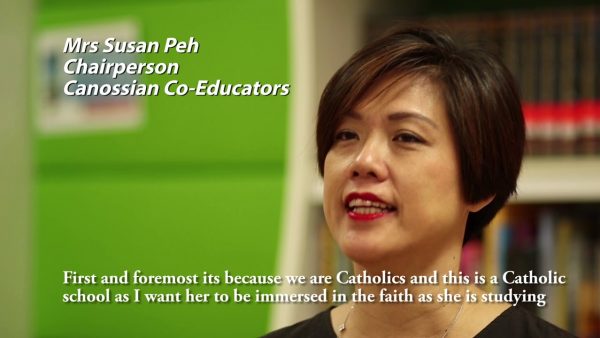 Mrs Susan Peh
Chairperson
Canossian Co-Educators
First and foremost its because we are Catholics and this is a Catholic
school as I want her to be immersed in the faith as she is studying